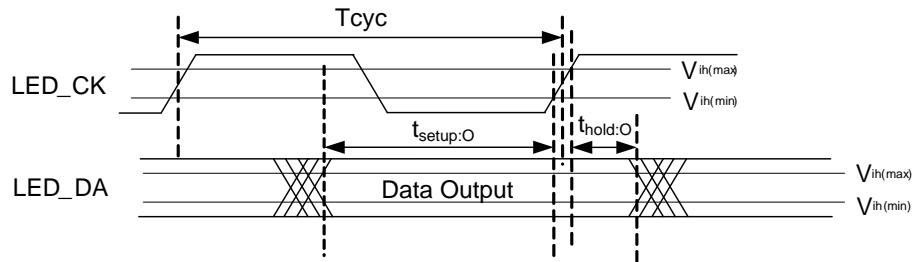 Tcyc
LED_CK
Vih(max)
Vih(min)
tsetup:O
thold:O
LED_DA
Data Output
Vih(max)
Vih(min)